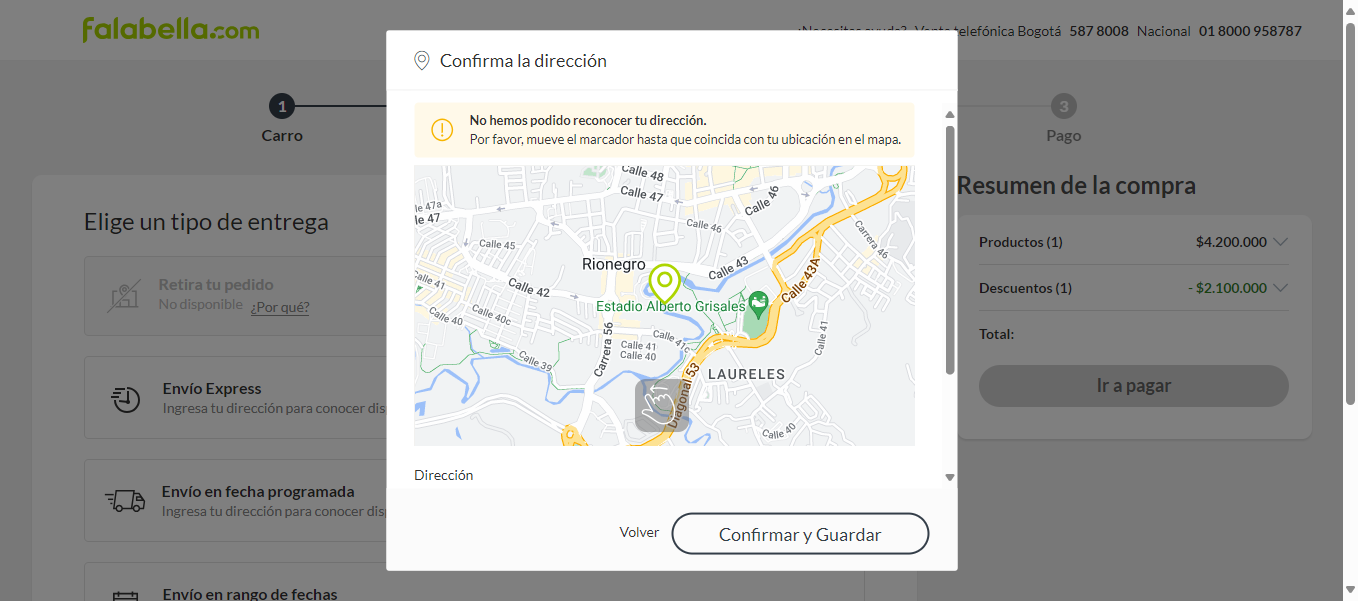 falabella.com
¿Necesitas ayuda? Venta telefónica Bogotá 587 8008 Nacional 01 8000 958787
1
Carro
3
Pago
Elige un tipo de entrega
Retira tu pedido
No disponible ¿Por qué?
Envío Express
Ingresa tu dirección para conocer
Envío en fecha programada
Ingresa tu dirección para conocer
Envío en rango de fechas
Confirma la dirección
No hemos podido reconocer tu dirección.
Por favor, mueve el marcador hasta que coincida con tu ubicación en el mapa.
Calle 48
Calle 47
Calle 46
le 47a
le 47
Calle 46
Carrera 46
Calle 45
Rionegro
Calle 43
Calle 43A
Calle 41
Calle 42
Estadio Alberto Grisales
Calle 40
Calle 40c
Carrera 56
Calle 41c
Calle 41
Calle 40
Calle 41
Calle 39
LAURELES
Diagonal 53
Calle 40
Dirección
Volver
Confirmar y Guardar
Resumen de la compra
Productos (1) $4.200.000
Descuentos (1) - $2.100.000
Total:
Ir a pagar